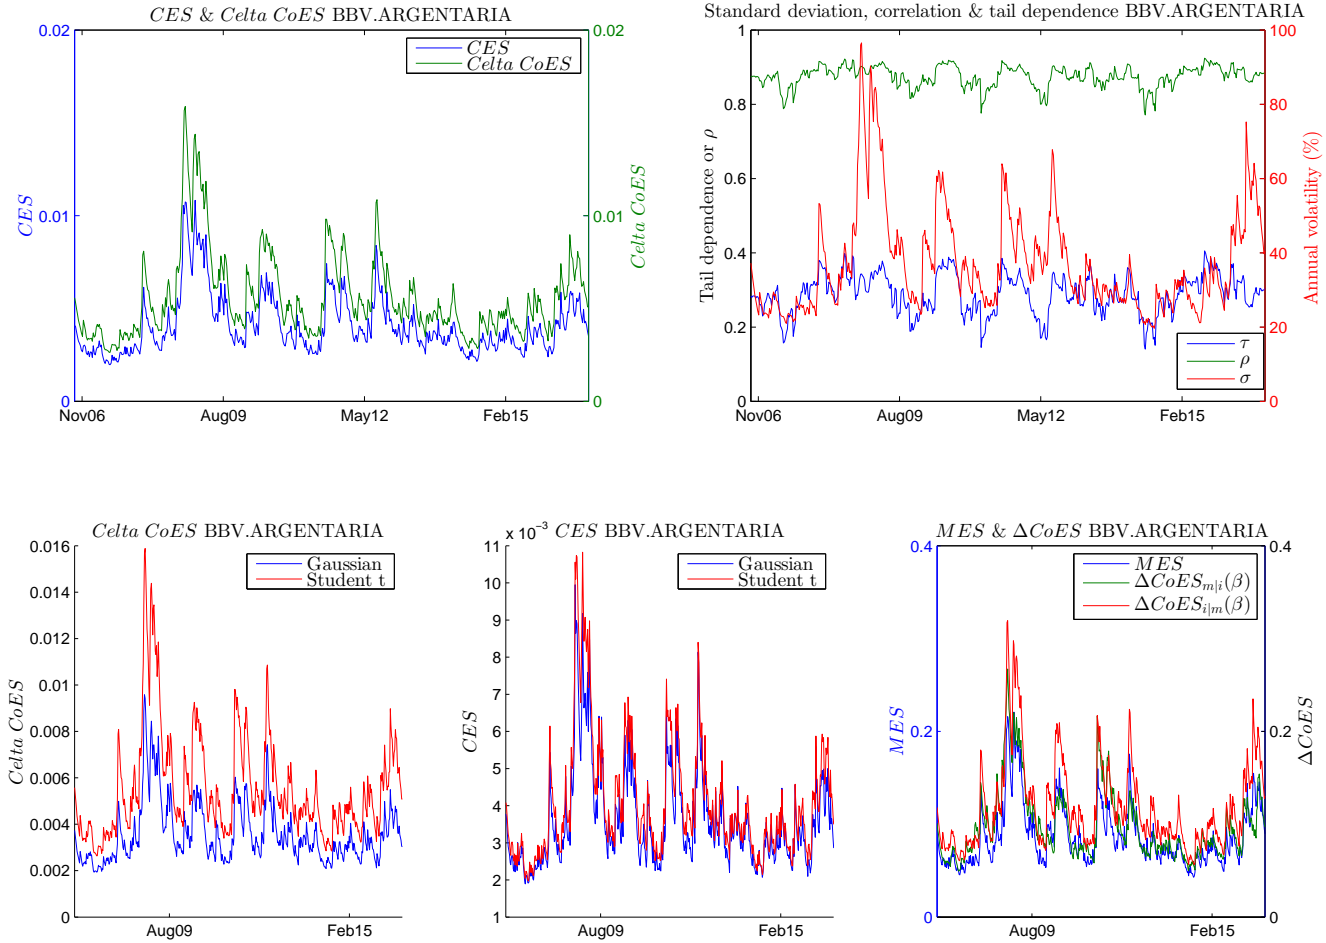 CES & Celta CoES BBV.ARGENTARIA
0.02
0.01
0
CES
CES
Celta CoES
0.02
0.01
0
Celta CoES
Nov06 Aug09 May12 Feb15
Standard deviation, correlation & tail dependence BBV.ARGENTARIA
1
0.8
0.6
0.4
0.2
0
Tail dependence or ρ
100
80
60
40
20
0
Annual volatility (%)
τ
ρ
σ
Nov06 Aug09 May12 Feb15
Celta CoES BBV.ARGENTARIA
0.016
0.014
0.012
0.01
0.008
0.006
0.004
0.002
0
Celta CoES
Gaussian
Student t
Aug09 Feb15
x 10⁻³ CES BBV.ARGENTARIA
11
10
9
8
7
6
5
4
3
2
1
CES
Gaussian
Student t
Aug09 Feb15
MES & ΔCoES BBV.ARGENTARIA
0.4
0.2
0
MES
MES
ΔCoES_{m|i}(β)
ΔCoES_{i|m}(β)
0.4
0.2
0
ΔCoES
Aug09 Feb15